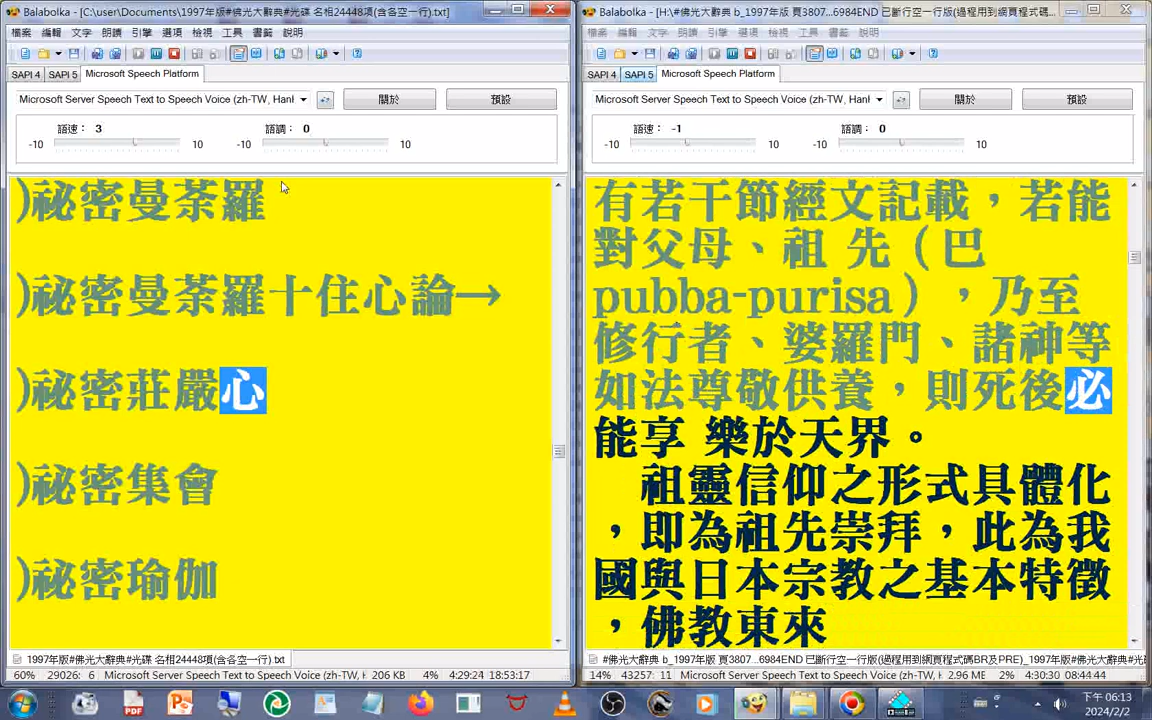 Balabolka - [C:\user\Documents\1997年版#佛光大辭典#光碟 名相24448項(含各空一行).txt]
檔案 編輯 文字 朗讀 引擎 選項 檢視 工具 書籤 說明
SAPI 4 SAPI 5 Microsoft Speech Platform
Microsoft Server Speech Text to Speech Voice (zh-TW, Hanl
關於 預設
語速： 3 語調： 0
-10 10 -10 10
)祕密曼荼羅
)祕密曼荼羅十住心論→
)祕密莊嚴心
)祕密集會
)祕密瑜伽
1997年版#佛光大辭典#光碟 名相24448項(含各空一行).txt
60% 29026: 6 Microsoft Server Speech Text to Speech Voice (zh-TW, H 206 KB 4% 4:29:24 18:53:17
Balabolka - [H:\#佛光大辭典 b_1997年版 頁3807...6984END 已斷行空一行版(過程用到網頁程式碼...
檔案 編輯 文字 朗讀 引擎 選項 檢視 工具 書籤 說明
SAPI 4 SAPI 5 Microsoft Speech Platform
Microsoft Server Speech Text to Speech Voice (zh-TW, Hanl
關於 預設
語速： -1 語調： 0
-10 10 -10 10
有若干節經文記載，若能
對父母、祖 先（巴
pubba-purisa），乃至
修行者、婆羅門、諸神等
如法尊敬供養，則死後必
能享 樂於天界。
祖靈信仰之形式具體化
，即為祖先崇拜，此為我
國與日本宗教之基本特徵
，佛教東來
#佛光大辭典 b_1997年版 頁3807...6984END 已斷行空一行版(過程用到網頁程式碼BR及PRE)_1997年版#佛光
14% 43257: 11 Microsoft Server Speech Text to Speech Voice (zh-TW, H 2.96 ME 2% 4:30:30 08:44:44
下午 06:13
2024/2/2